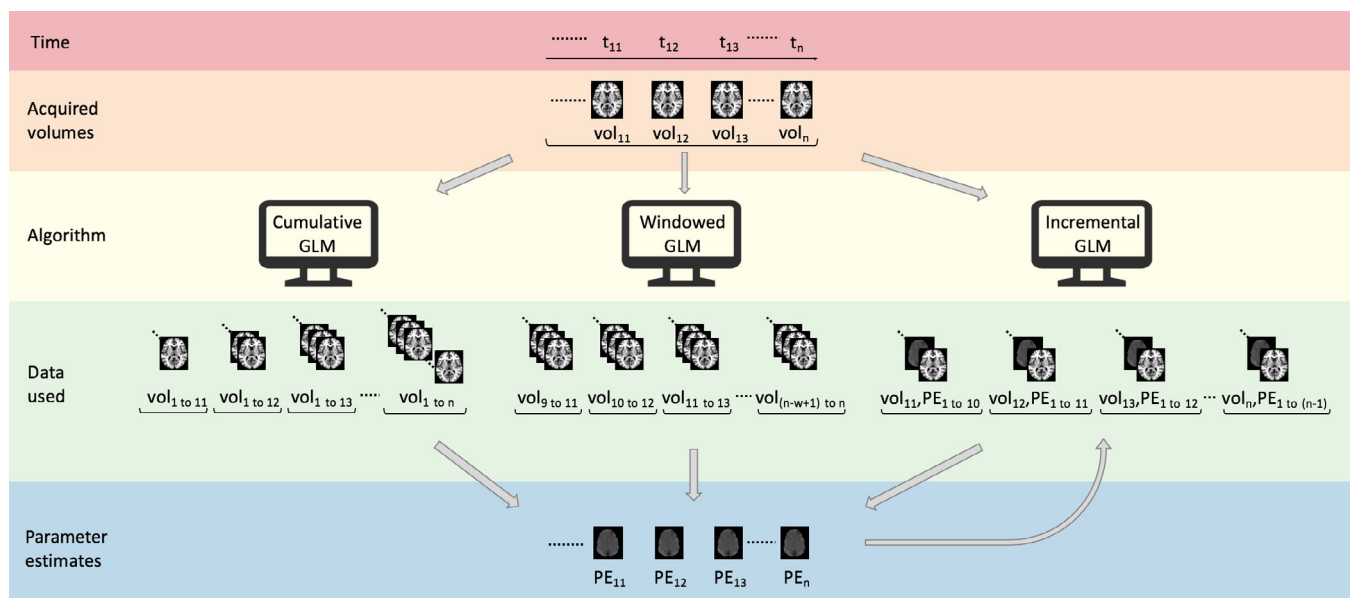 Time
........ t11 t12 t13 ...... tn
Acquired
volumes
........ ......
vol11 vol12 vol13 voln
Algorithm
Cumulative
GLM
Windowed
GLM
Incremental
GLM
Data
used
vol1 to 11 vol1 to 12 vol1 to 13 ..... vol1 to n
vol9 to 11 vol10 to 12 vol11 to 13 .... vol(n-w+1) to n
vol11,PE1 to 10 vol12,PE1 to 11 vol13,PE1 to 12 ... voln,PE1 to (n-1)
Parameter
estimates
........ ......
PE11 PE12 PE13 PEn